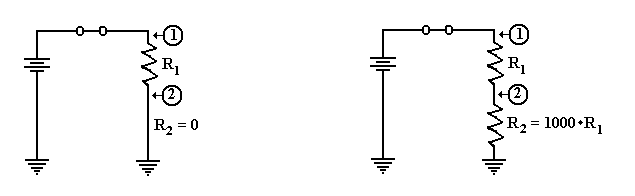 1
R1
2
R2 = 0
1
R1
2
R2 = 1000•R1